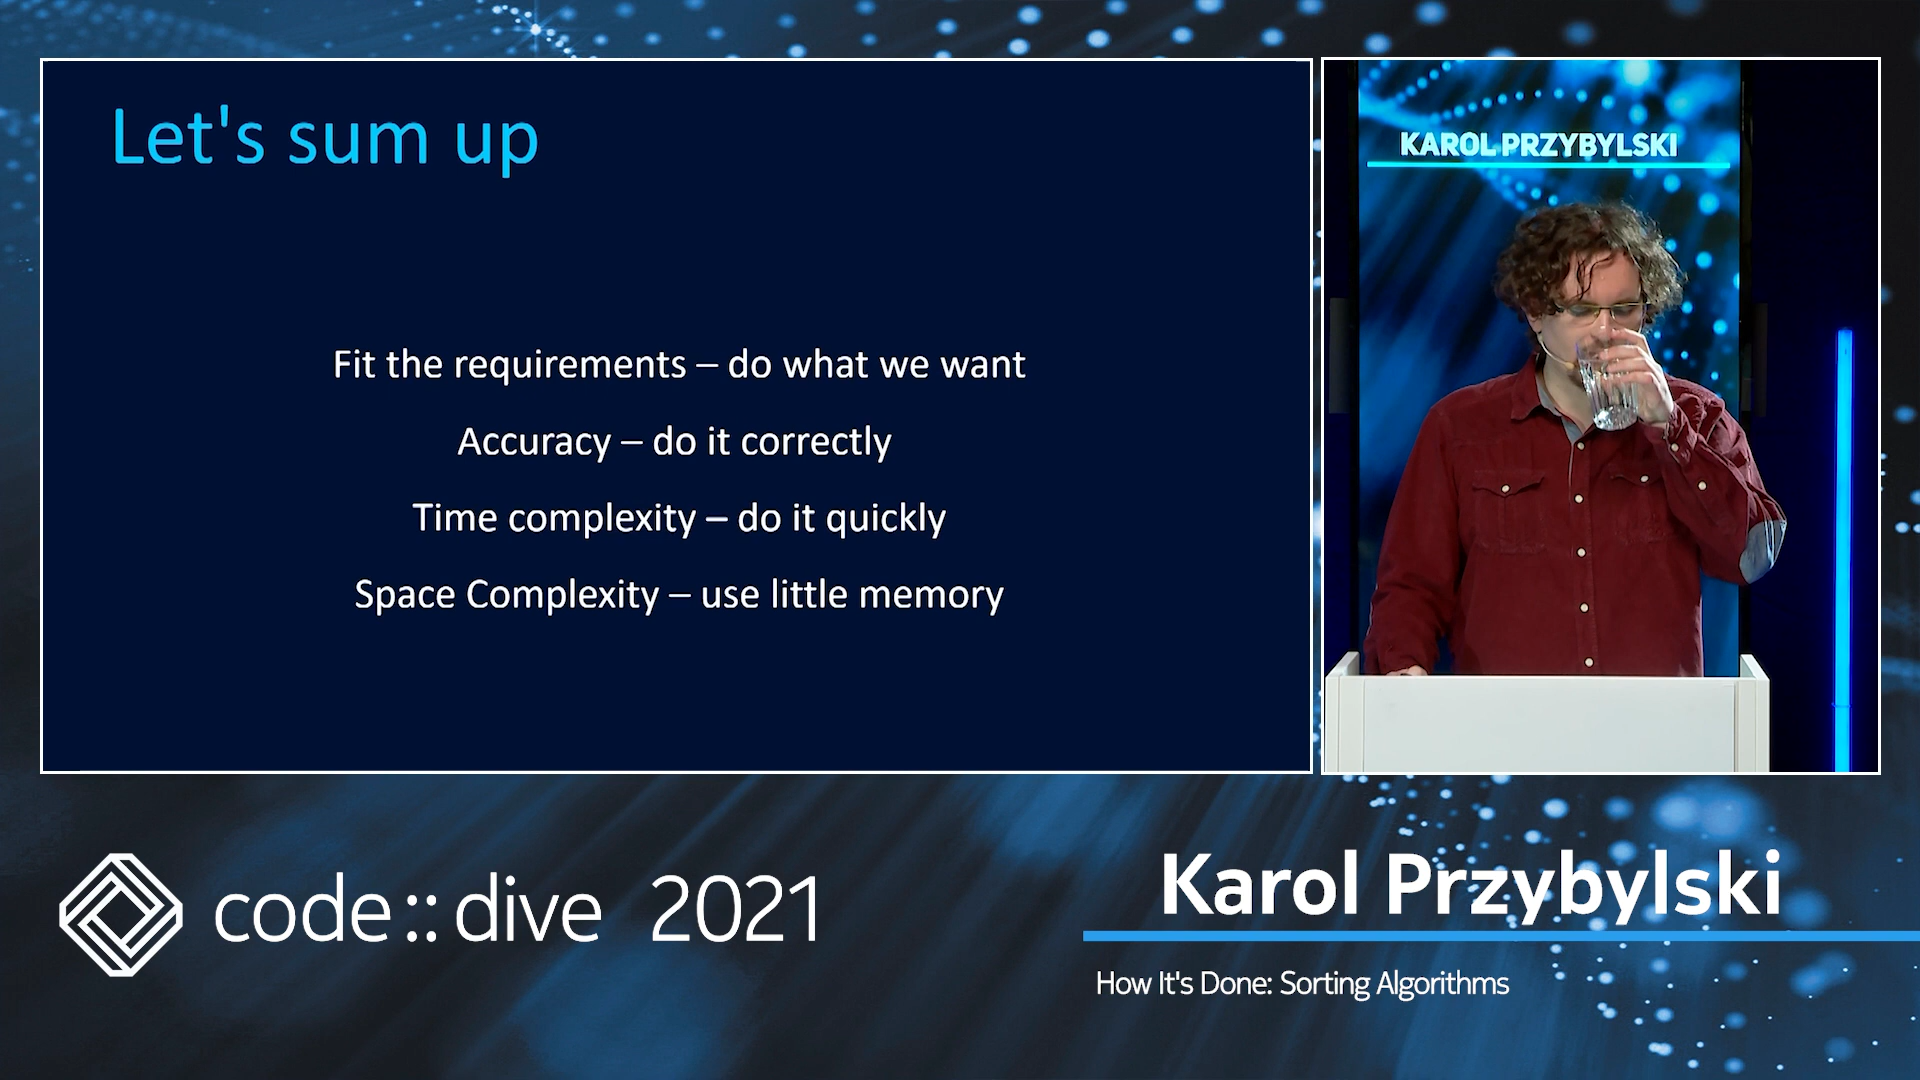 Let's sum up
Fit the requirements – do what we want
Accuracy – do it correctly
Time complexity – do it quickly
Space Complexity – use little memory
KAROL PRZYBYLSKI
code::dive 2021
Karol Przybylski
How It's Done: Sorting Algorithms